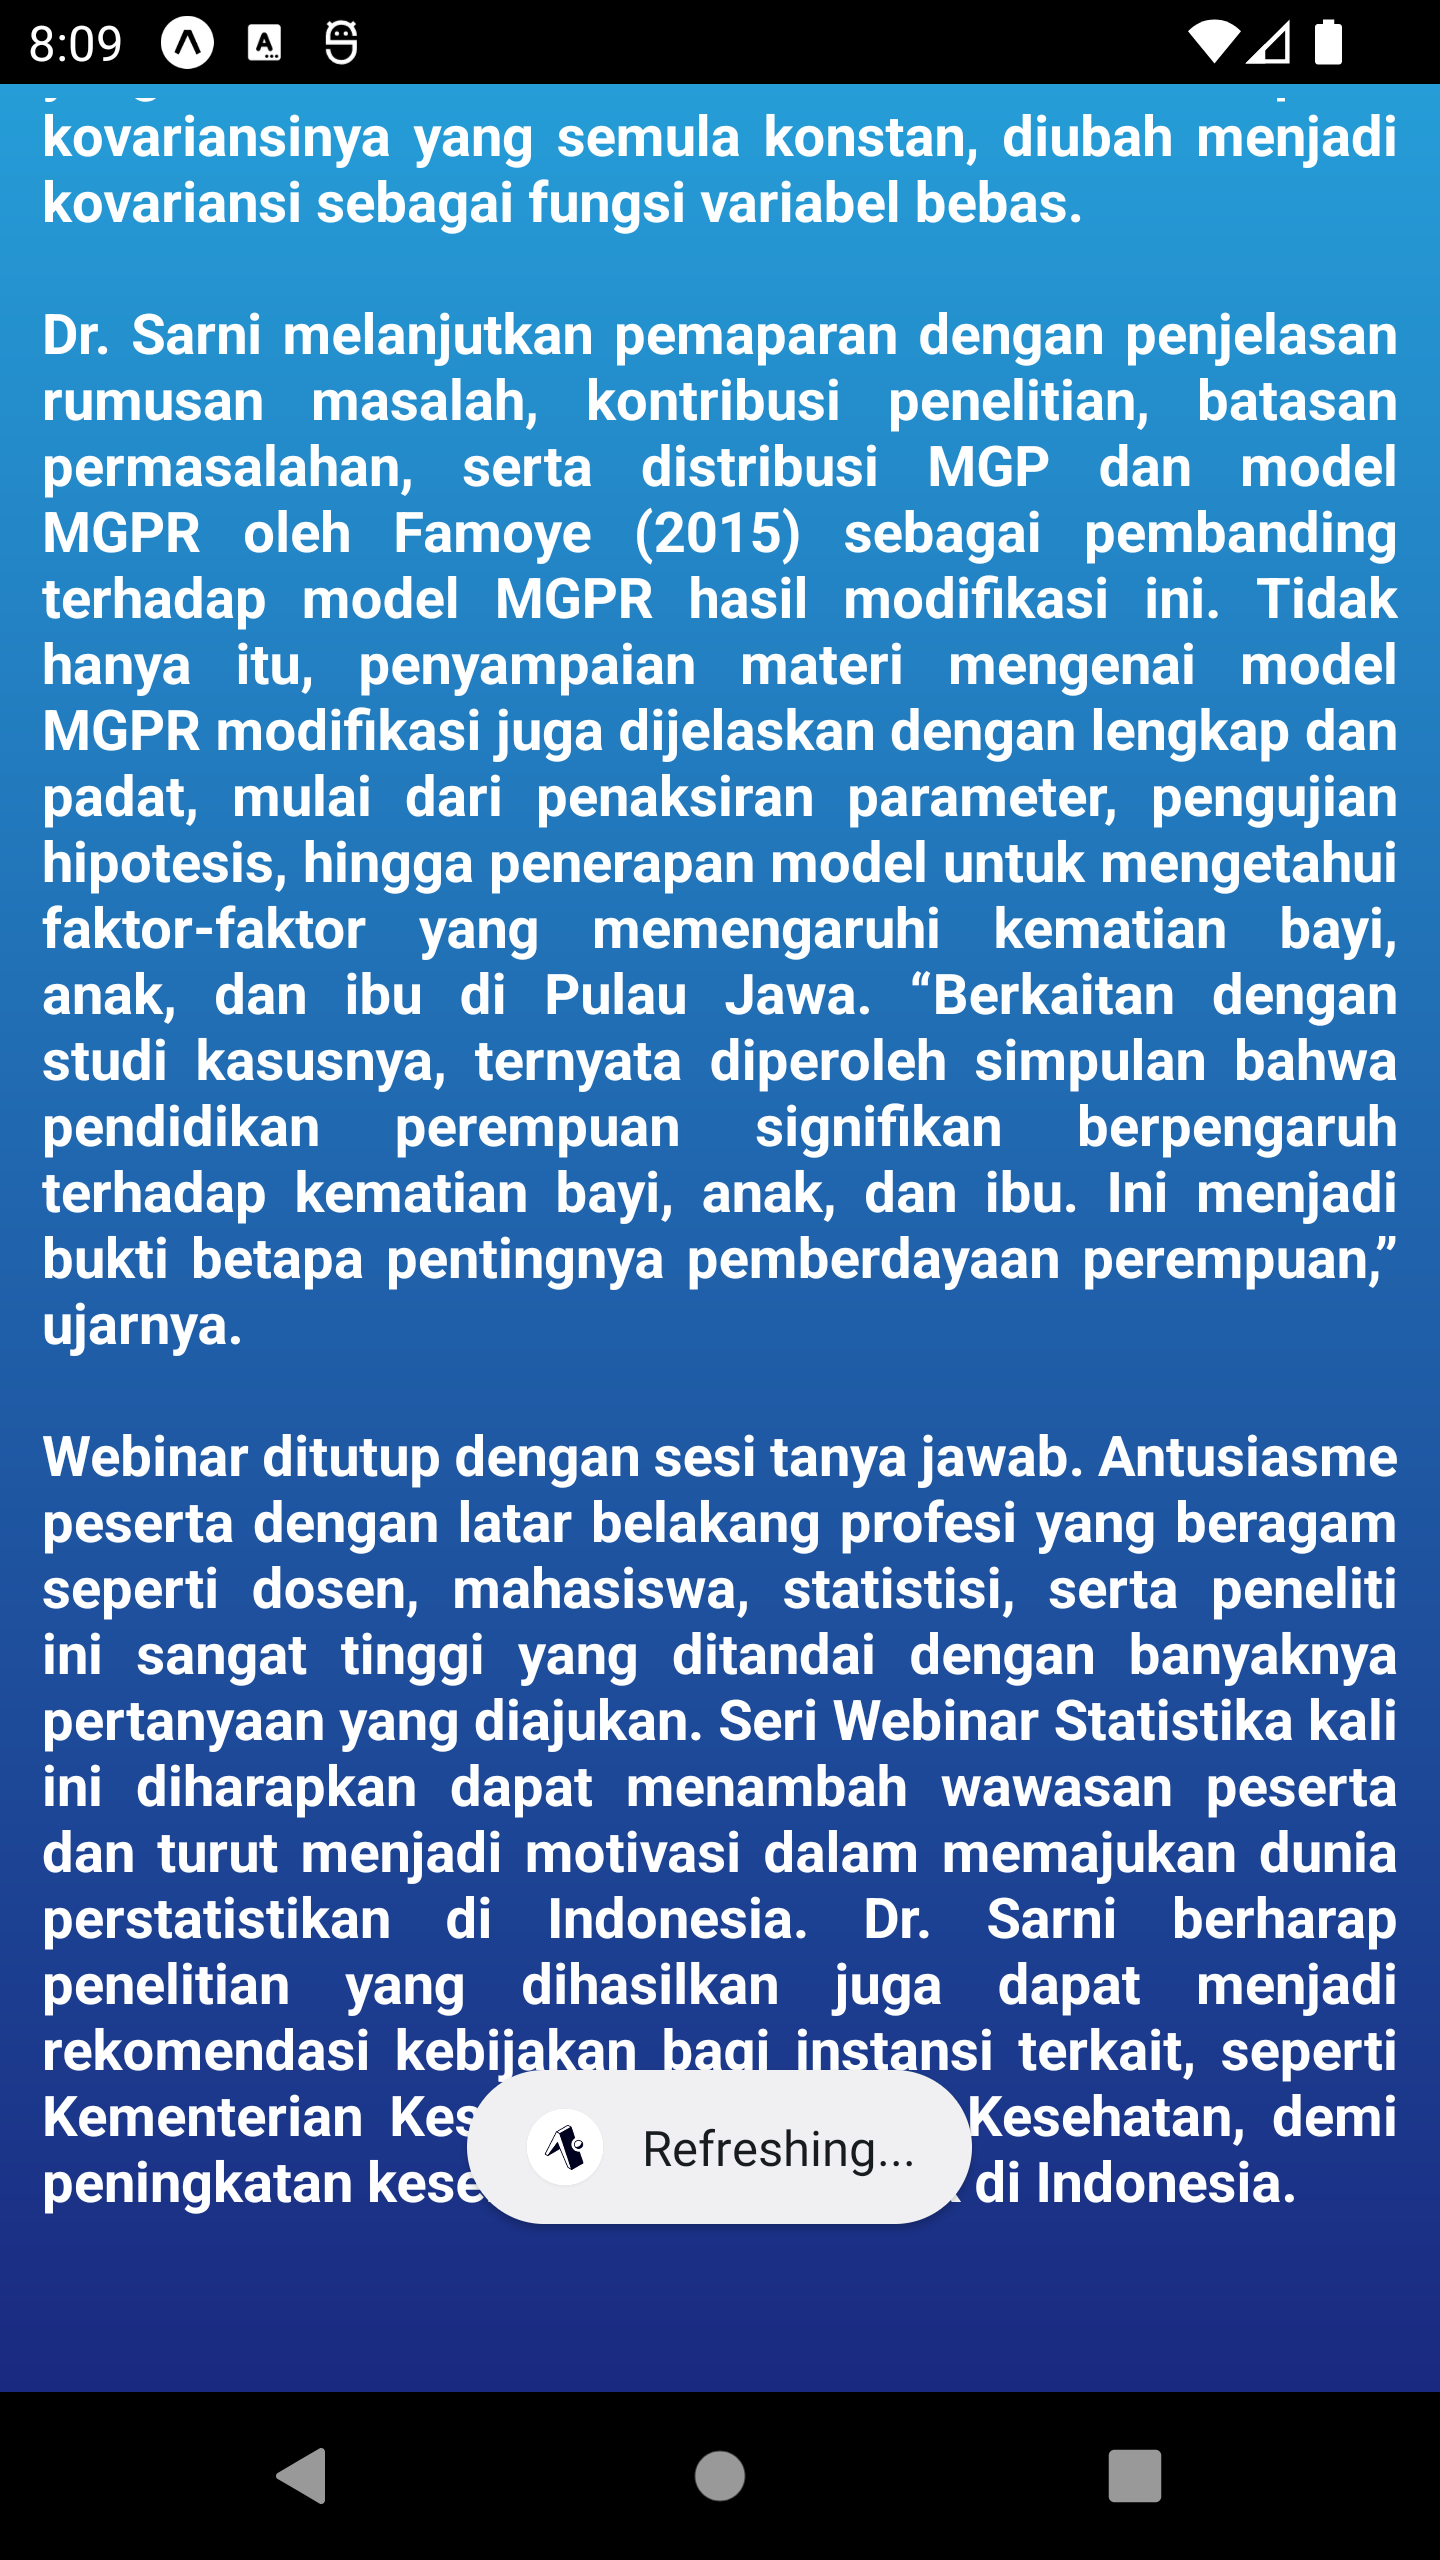 8:09
kovariansinya yang semula konstan, diubah menjadi
kovariansi sebagai fungsi variabel bebas.
Dr. Sarni melanjutkan pemaparan dengan penjelasan
rumusan masalah, kontribusi penelitian, batasan
permasalahan, serta distribusi MGP dan model
MGPR oleh Famoye (2015) sebagai pembanding
terhadap model MGPR hasil modifikasi ini. Tidak
hanya itu, penyampaian materi mengenai model
MGPR modifikasi juga dijelaskan dengan lengkap dan
padat, mulai dari penaksiran parameter, pengujian
hipotesis, hingga penerapan model untuk mengetahui
faktor-faktor yang memengaruhi kematian bayi,
anak, dan ibu di Pulau Jawa. “Berkaitan dengan
studi kasusnya, ternyata diperoleh simpulan bahwa
pendidikan perempuan signifikan berpengaruh
terhadap kematian bayi, anak, dan ibu. Ini menjadi
bukti betapa pentingnya pemberdayaan perempuan,”
ujarnya.
Webinar ditutup dengan sesi tanya jawab. Antusiasme
peserta dengan latar belakang profesi yang beragam
seperti dosen, mahasiswa, statistisi, serta peneliti
ini sangat tinggi yang ditandai dengan banyaknya
pertanyaan yang diajukan. Seri Webinar Statistika kali
ini diharapkan dapat menambah wawasan peserta
dan turut menjadi motivasi dalam memajukan dunia
perstatistikan di Indonesia. Dr. Sarni berharap
penelitian yang dihasilkan juga dapat menjadi
rekomendasi kebijakan bagi instansi terkait, seperti
Kementerian Kesehatan, demi
peningkatan di Indonesia.
Refreshing...